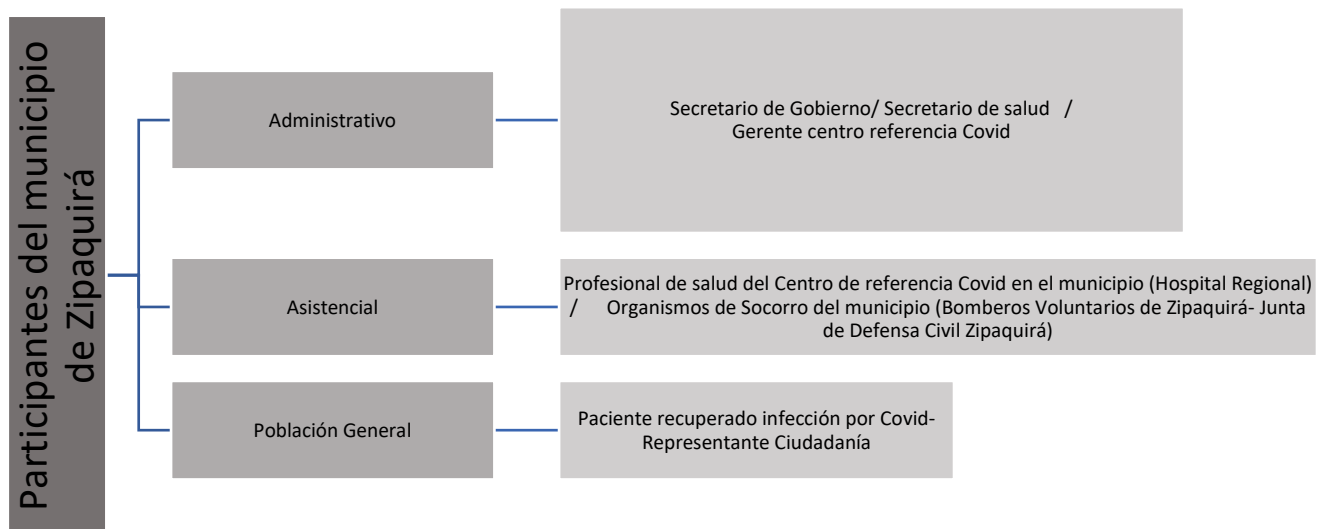 Participantes del municipio
de Zipaquirá
Administrativo
Secretario de Gobierno/ Secretario de salud /
Gerente centro referencia Covid
Asistencial
Profesional de salud del Centro de referencia Covid en el municipio (Hospital Regional)
/ Organismos de Socorro del municipio (Bomberos Voluntarios de Zipaquirá- Junta
de Defensa Civil Zipaquirá)
Población General
Paciente recuperado infección por Covid-
Representante Ciudadanía